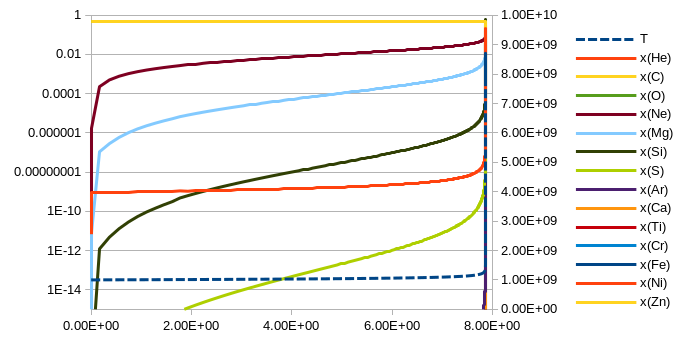 1
0.01
0.0001
0.000001
0.00000001
1E-10
1E-12
1E-14
1.00E+10
9.00E+09
8.00E+09
7.00E+09
6.00E+09
5.00E+09
4.00E+09
3.00E+09
2.00E+09
1.00E+09
0.00E+00
0.00E+00 2.00E+00 4.00E+00 6.00E+00 8.00E+00
T
x(He)
x(C)
x(O)
x(Ne)
x(Mg)
x(Si)
x(S)
x(Ar)
x(Ca)
x(Ti)
x(Cr)
x(Fe)
x(Ni)
x(Zn)